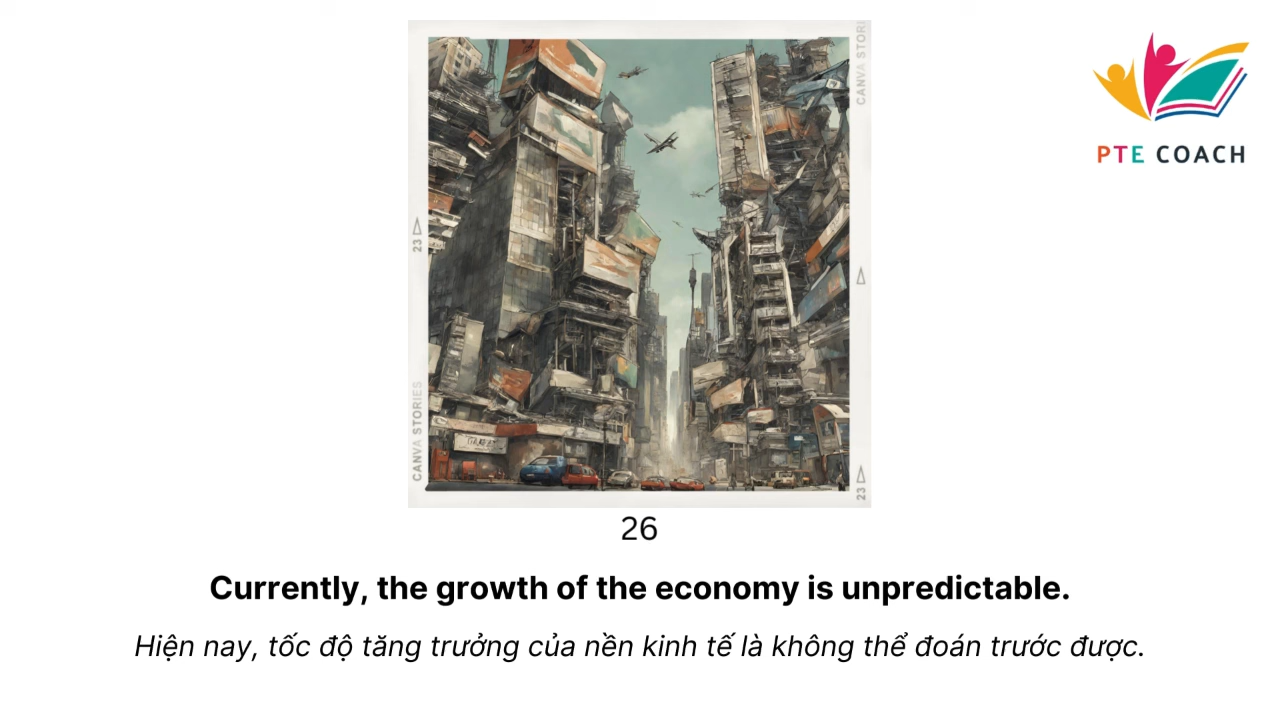 CANVA STORIES
23
23
CANVA STORI
PTE COACH
26
Currently, the growth of the economy is unpredictable.
Hiện nay, tốc độ tăng trưởng của nền kinh tế là không thể đoán trước được.